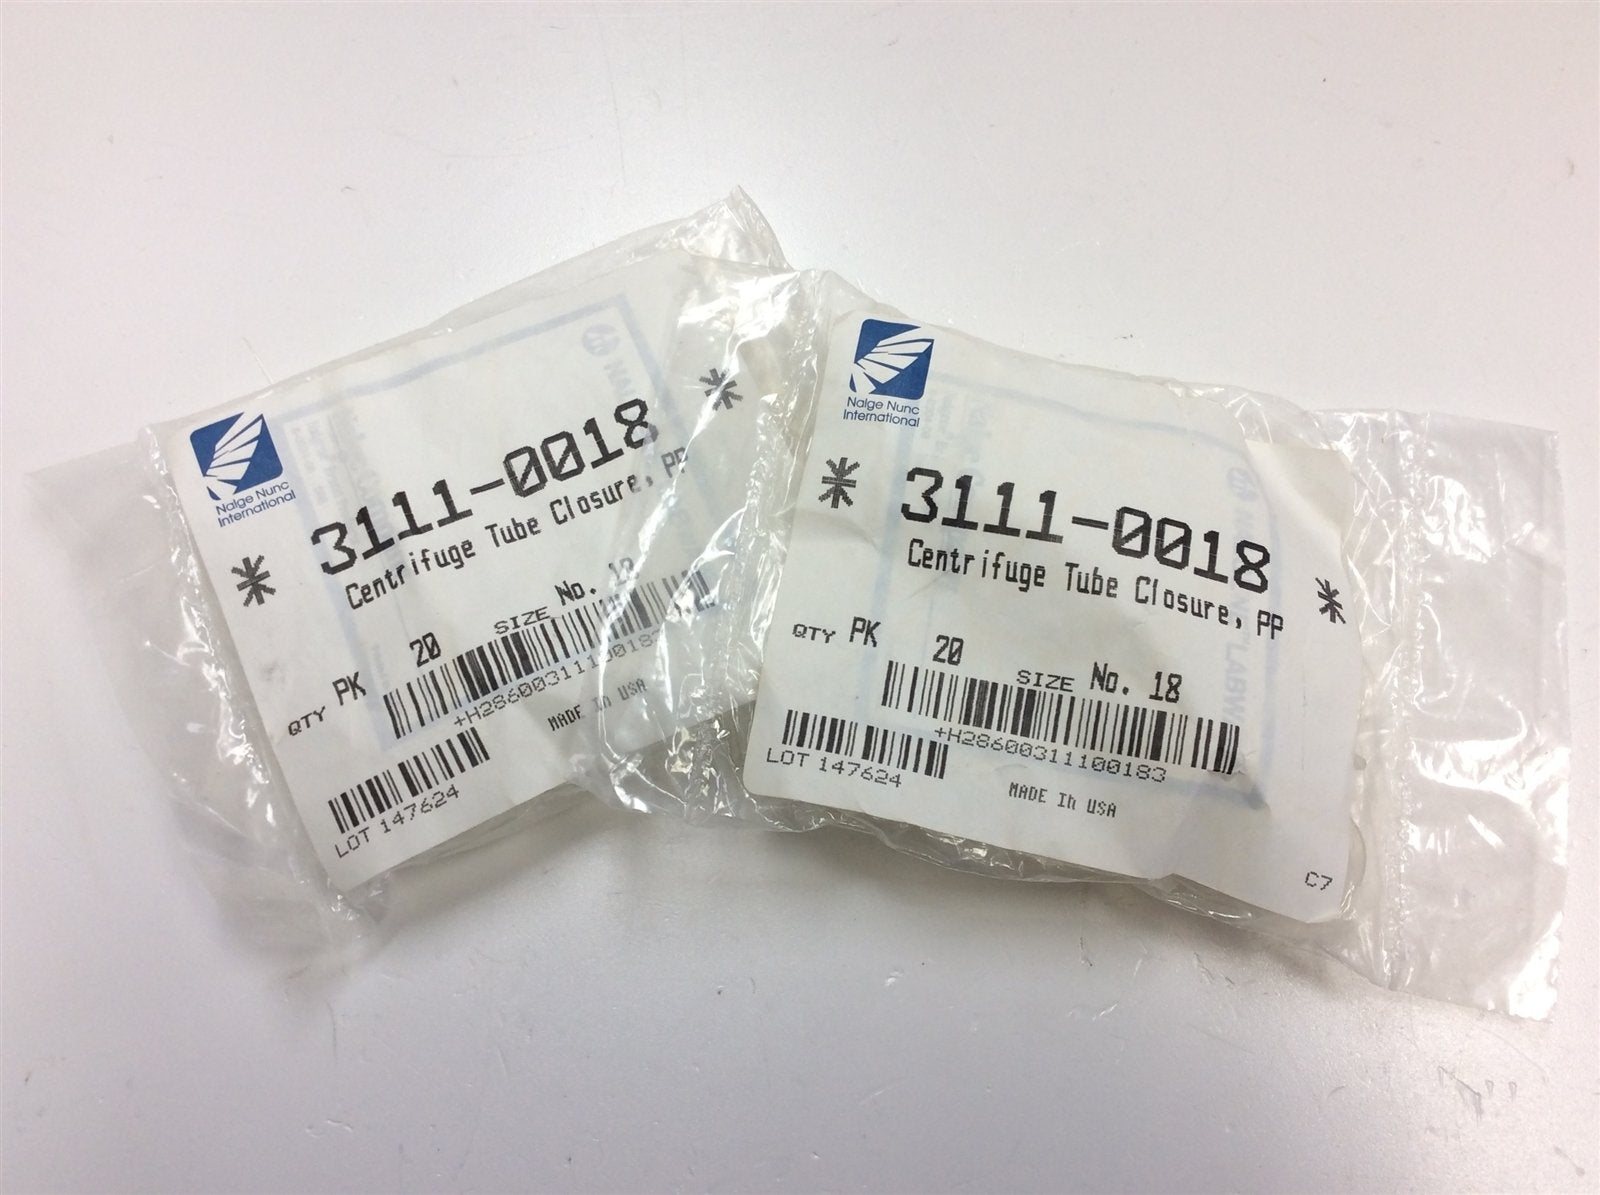 Nalge Nunc
International
* 3111-0018 *
Centrifuge Tube Closure, PP
QTY PK 20 SIZE No. 18
+H28600311100183
LOT 147624
MADE In USA
Nalge Nunc
International
* 3111-0018 *
Centrifuge Tube Closure, PP
QTY PK 20 SIZE No. 18
+H28600311100183
LOT 147624
MADE In USA
C7